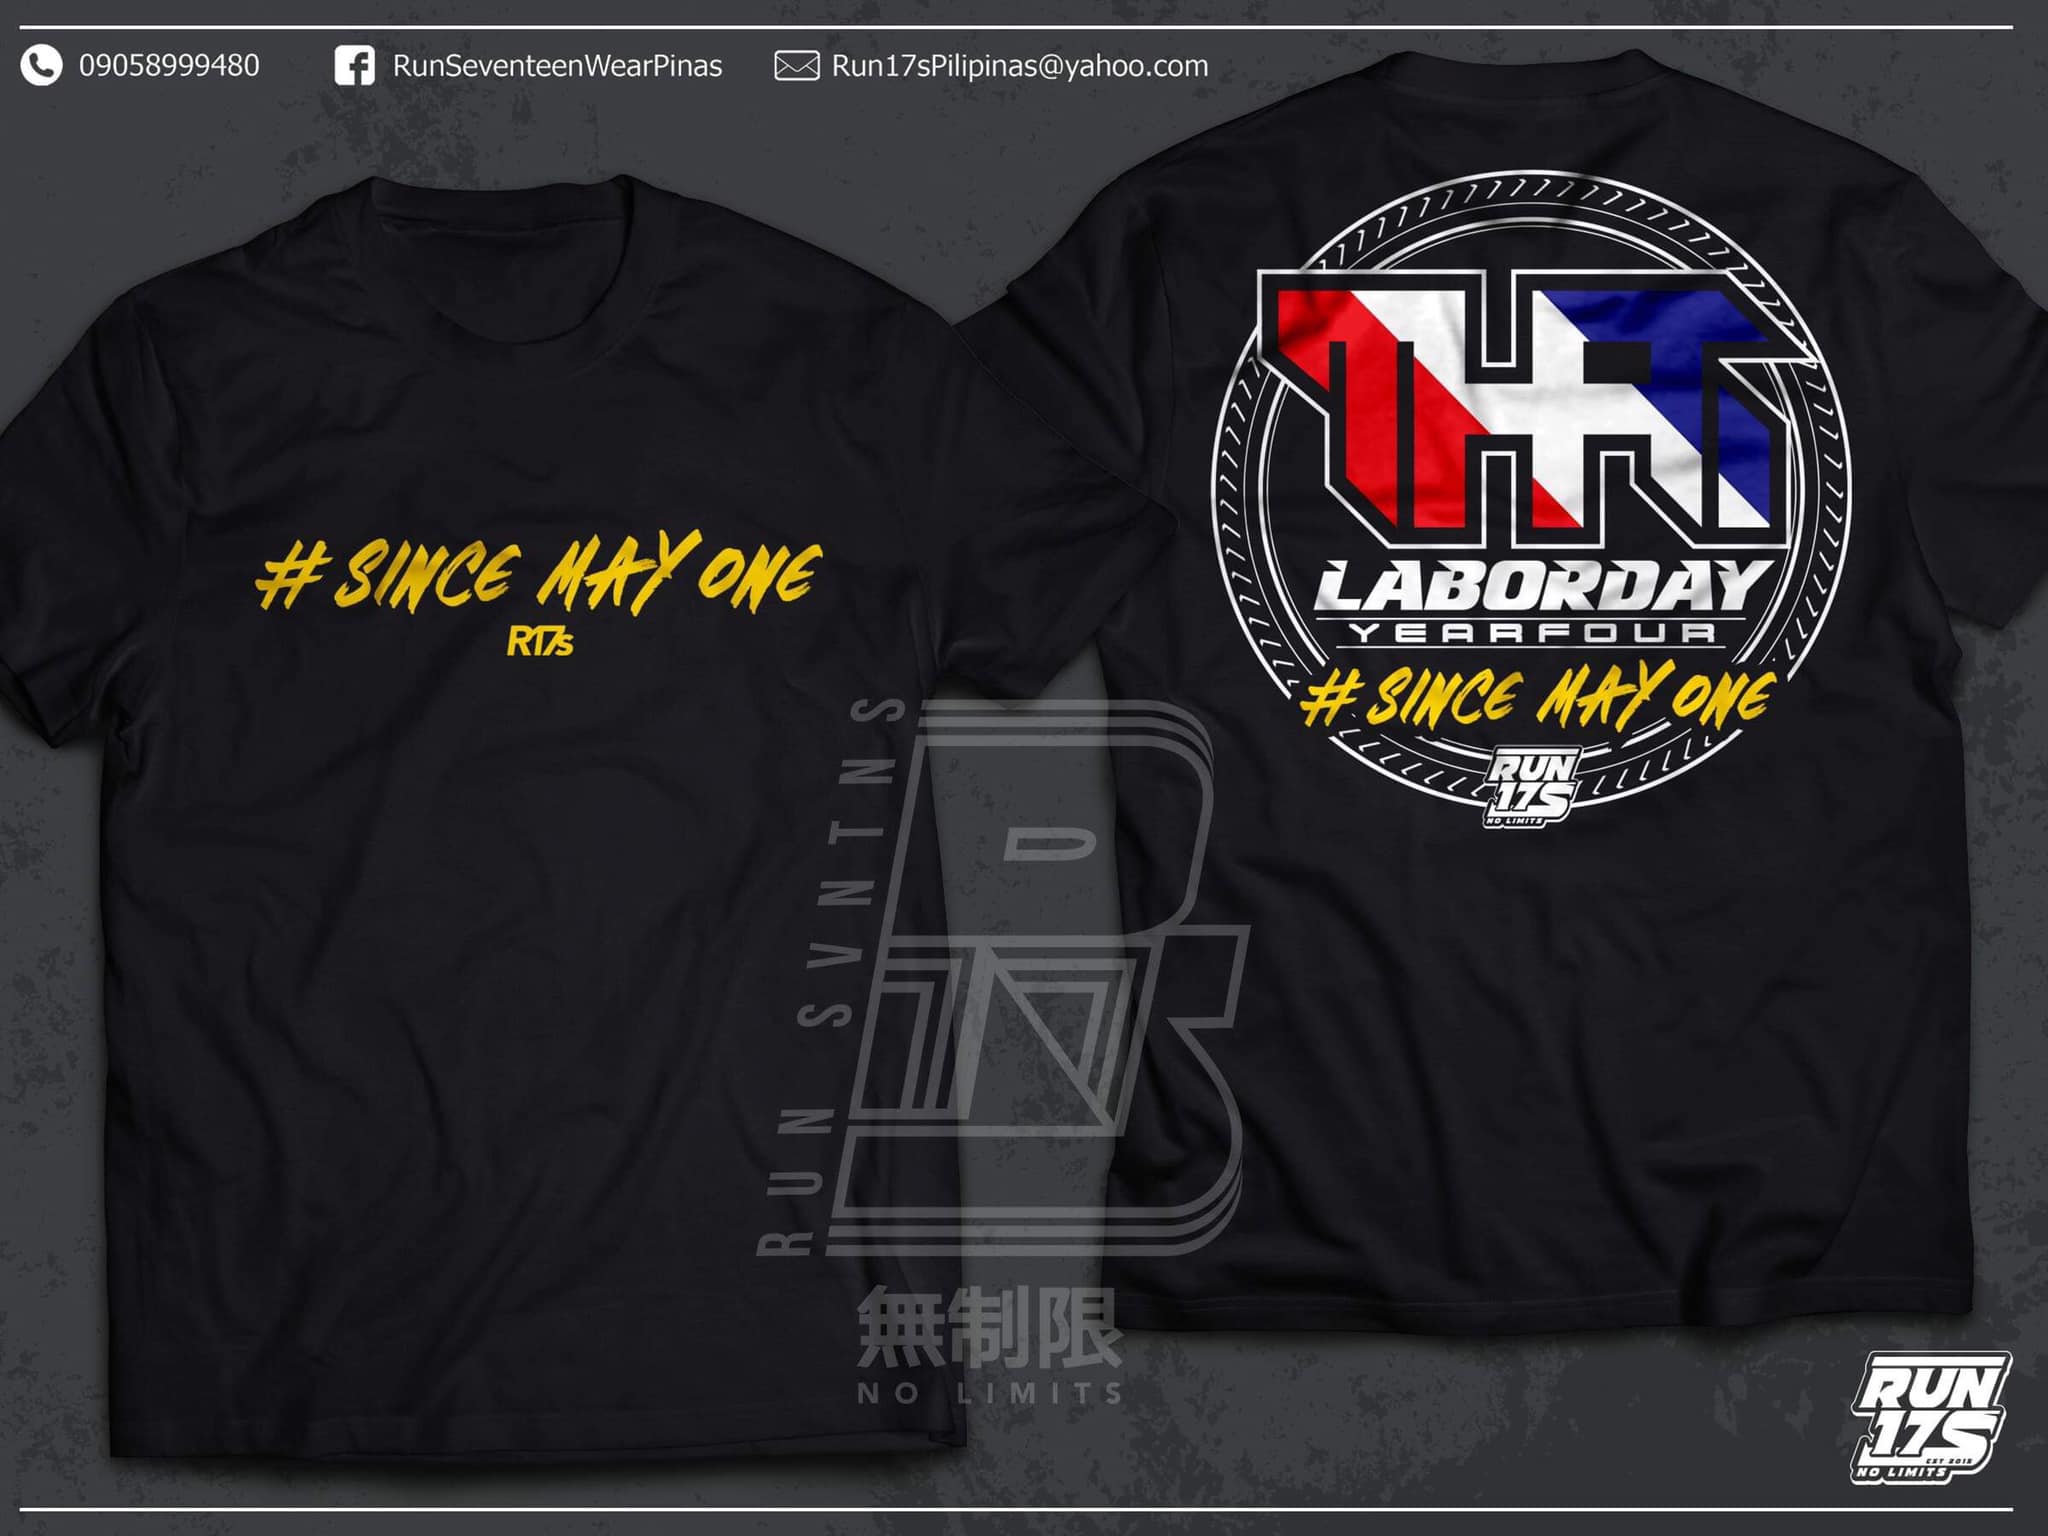 09058999480
RunSeventeenWearPinas
Run17sPilipinas@yahoo.com
# SINCE MAY ONE
R17s
LABORDAY
YEARFOUR
# SINCE MAY ONE
RUN
17S
NO LIMITS
RUN SVNTNS
無制限
NO LIMITS
RUN
17S
EST 2015
NO LIMITS